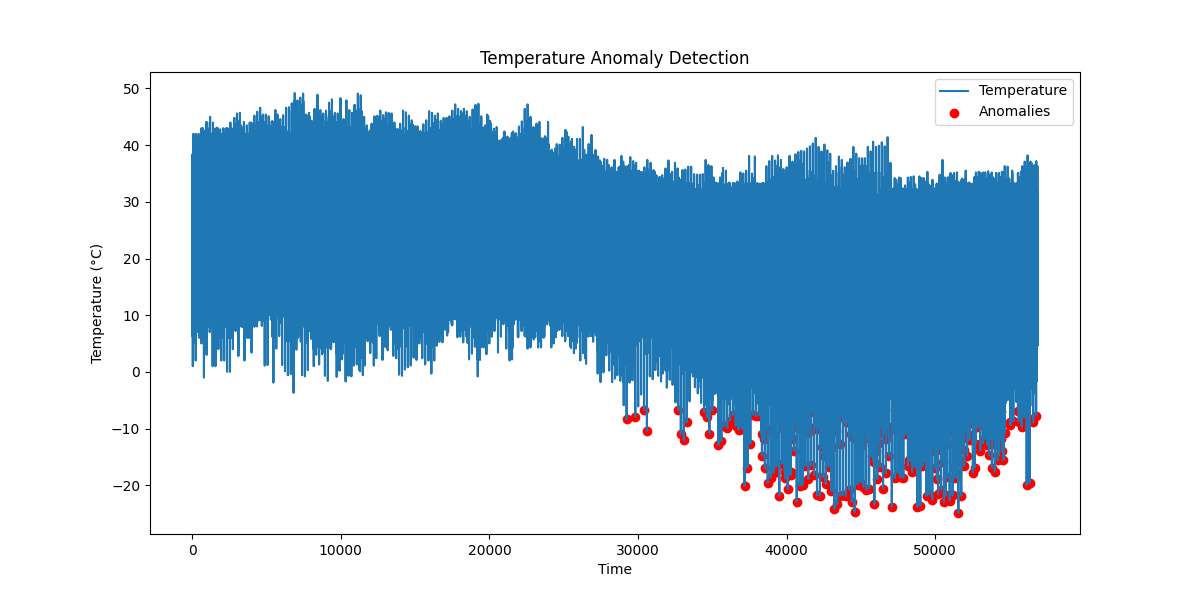 Temperature Anomaly Detection
Temperature
Anomalies
Temperature (°C)
50
40
30
20
10
0
−10
−20
0
10000
20000
30000
40000
50000
Time